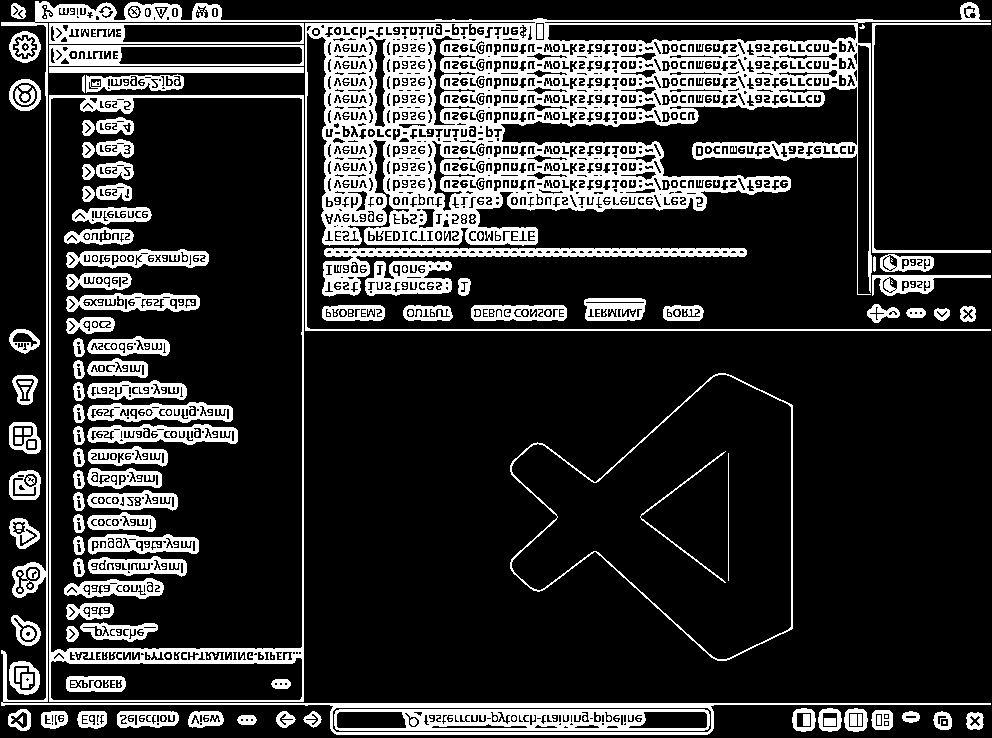 File Edit Selection View ... fasterrcnn-pytorch-training-pipeline
EXPLORER ...
FASTERRCNN-PYTORCH-TRAINING-PIPELI...
__pycache__
data
data_configs
aquarium.yaml
buggy_data.yaml
coco.yaml
coco128.yaml
gtsdb.yaml
smoke.yaml
test_image_config.yaml
test_video_config.yaml
trash_icra.yaml
voc.yaml
vscode.yaml
docs
example_test_data
models
notebook_examples
outputs
inference
res_1
res_2
res_3
res_4
res_5
image_2.jpg
OUTLINE
TIMELINE
PROBLEMS OUTPUT DEBUG CONSOLE TERMINAL PORTS
Test instances: 1
Image 1 done...
--------------------------------------------------
TEST PREDICTIONS COMPLETE
Average FPS: 1.588
Path to output files: outputs/inference/res_5
(venv) (base) user@ubuntu-workstation:~/Documents/faste
(venv) (base) user@ubuntu-workstation:~/
(venv) (base) user@ubuntu-workstation:~/ Documents/fasterrcn
n-pytorch-training-pi
(venv) (base) user@ubuntu-workstation:~/Docu
(venv) (base) user@ubuntu-workstation:~/Documents/fasterrcn
(venv) (base) user@ubuntu-workstation:~/Documents/fasterrcnn-py
(venv) (base) user@ubuntu-workstation:~/Documents/fasterrcnn-py
(venv) (base) user@ubuntu-workstation:~/Documents/fasterrcnn-py
torch-training-pipeline$
bash
bash
main* 0 0 0